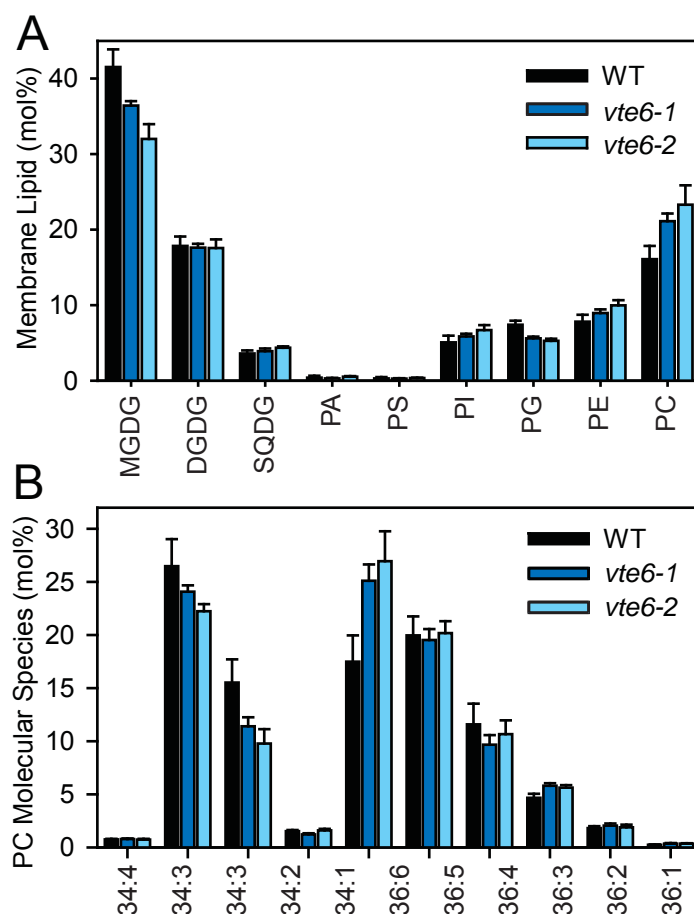 A
Membrane Lipid (mol%)
40
30
20
10
0
WT
vte6-1
vte6-2
MGDG
DGDG
SQDG
PA
PS
PI
PG
PE
PC
B
PC Molecular Species (mol%)
30
25
20
15
10
5
0
WT
vte6-1
vte6-2
34:4
34:3
34:3
34:2
34:1
36:6
36:5
36:4
36:3
36:2
36:1